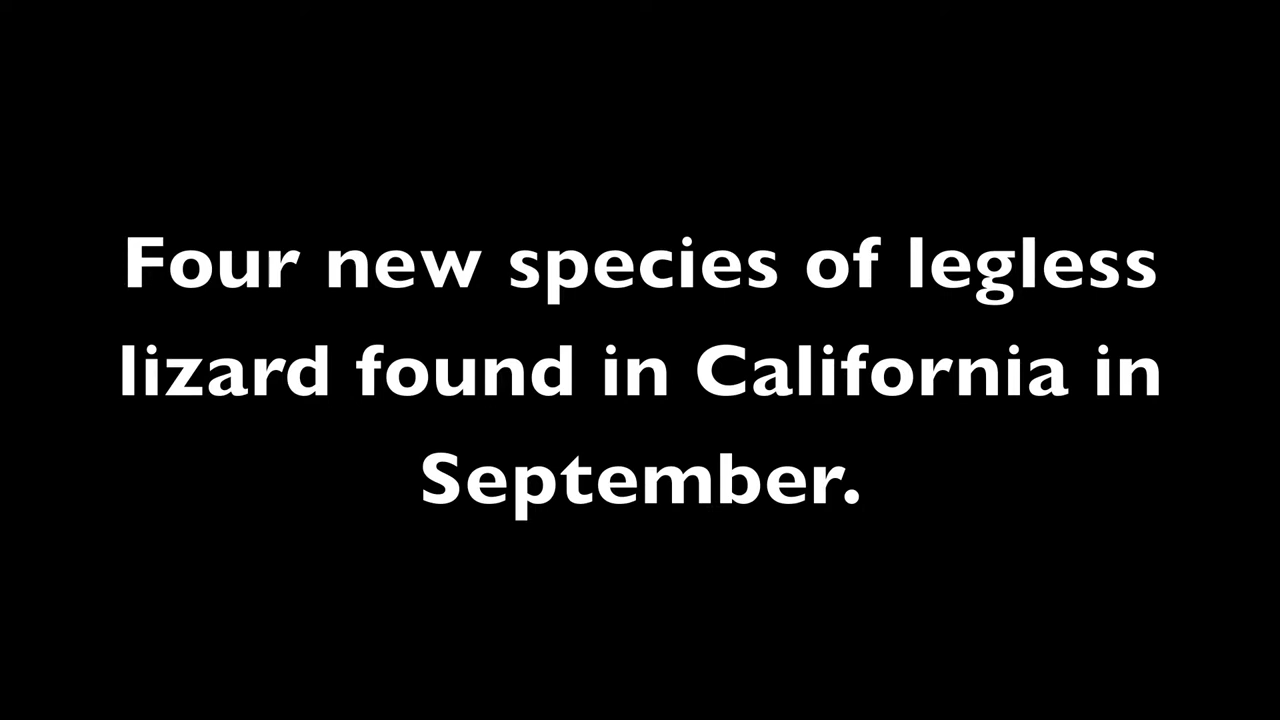 Four new species of legless
lizard found in California in
September.